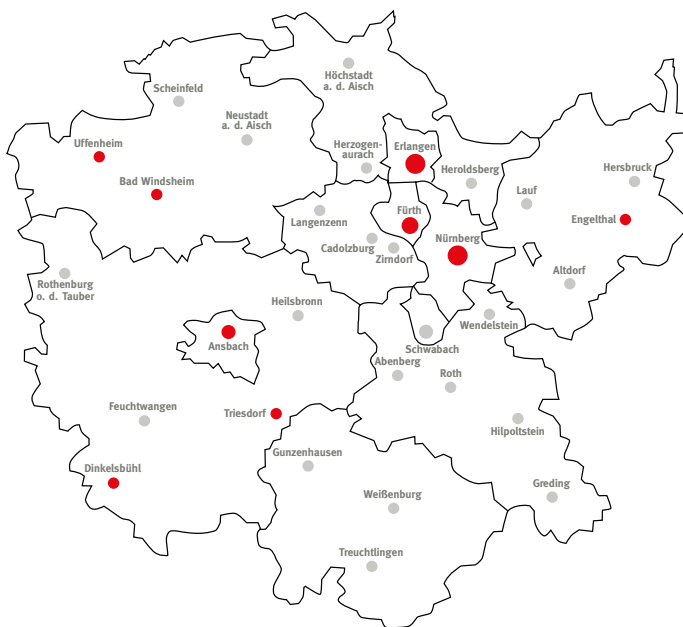 Höchstadt
a. d. Aisch
Scheinfeld
Neustadt
a. d. Aisch
Uffenheim
Erlangen
Herzogen-
aurach
Heroldsberg
Hersbruck
Bad Windsheim
Lauf
Langenzenn
Fürth
Engelthal
Nürnberg
Cadolzburg
Zirndorf
Rothenburg
o. d. Tauber
Altdorf
Heilsbronn
Wendelstein
Ansbach
Schwabach
Abenberg
Roth
Feuchtwangen
Triesdorf
Hilpoltstein
Gunzenhausen
Dinkelsbühl
Greding
Weißenburg
Treuchtlingen